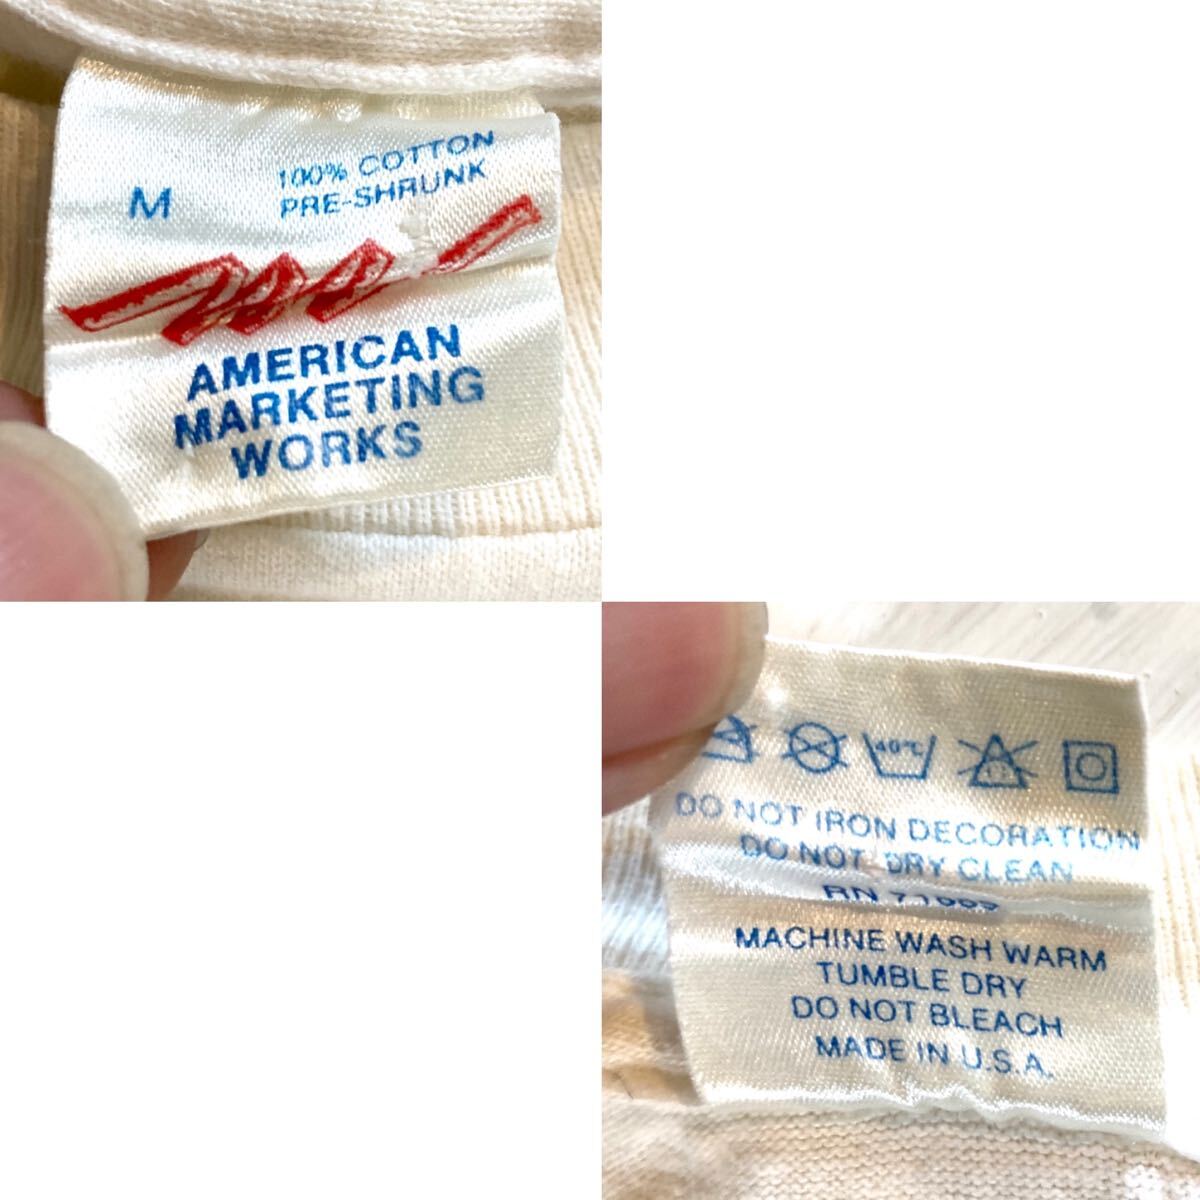 M
100% COTTON
PRE-SHRUNK
AMERICAN
MARKETING
WORKS
40°C
DO NOT IRON DECORATION
DO NOT DRY CLEAN
RN
MACHINE WASH WARM
TUMBLE DRY
DO NOT BLEACH
MADE IN U.S.A.